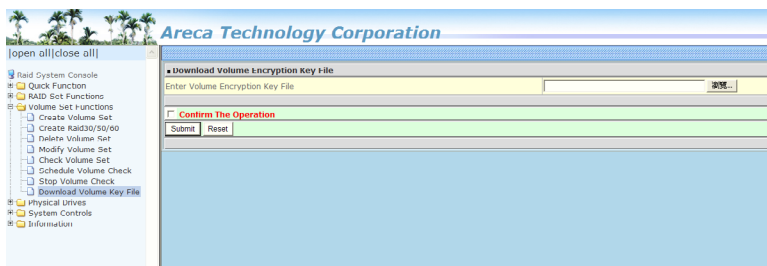 Areca Technology Corporation
|open all|close all|
Raid System Console
Quick Function
RAID Set Functions
Volume Set Functions
Create Volume Set
Create Raid30/50/60
Delete Volume Set
Modify Volume Set
Check Volume Set
Schedule Volume Check
Stop Volume Check
Download Volume Key File
Physical Drives
System Controls
Information
Download Volume Encryption Key File
Enter Volume Encryption Key File
瀏覽...
Confirm The Operation
Submit Reset